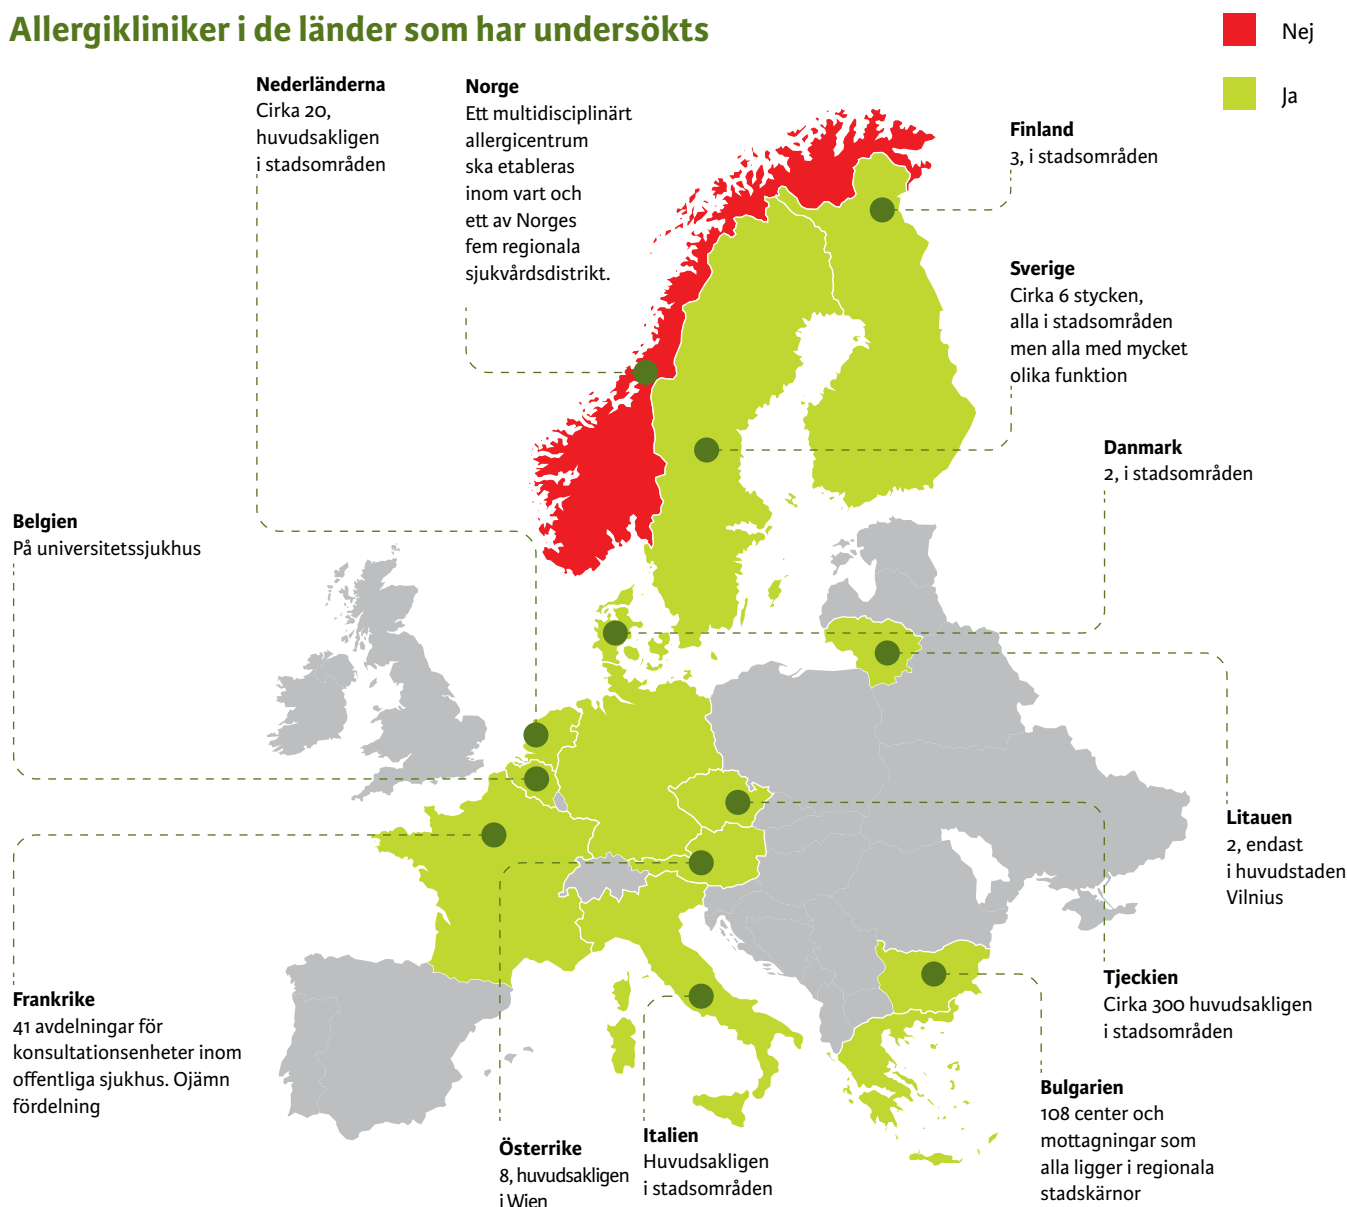 Allergikliniker i de länder som har undersökts
Nej
Ja
Nederländerna
Cirka 20,
huvudsakligen
i stadsområden
Norge
Ett multidisciplinärt
allergicentrum
ska etableras
inom vart och
ett av Norges
fem regionala
sjukvårdsdistrikt.
Finland
3, i stadsområden
Sverige
Cirka 6 stycken,
alla i stadsområden
men alla med mycket
olika funktion
Danmark
2, i stadsområden
Belgien
På universitetssjukhus
Litauen
2, endast
i huvudstaden
Vilnius
Tjeckien
Cirka 300 huvudsakligen
i stadsområden
Frankrike
41 avdelningar för
konsultationsenheter inom
offentliga sjukhus. Ojämn
fördelning
Bulgarien
108 center och
mottagningar som
alla ligger i regionala
stadskärnor
Österrike
8, huvudsakligen
i Wien
Italien
Huvudsakligen
i stadsområden